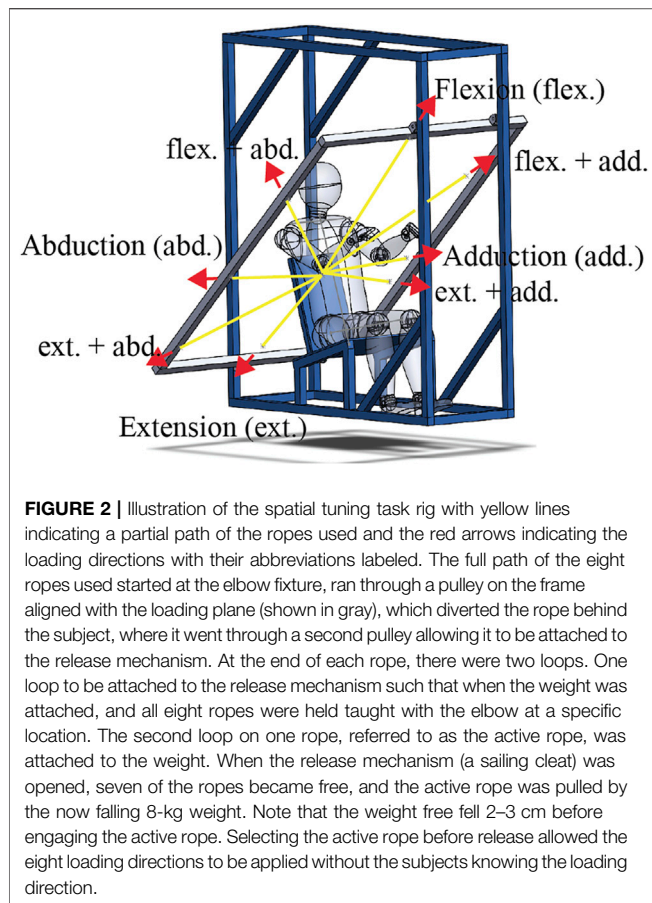 Flexion (flex.)
flex. + abd.
flex. + add.
Abduction (abd.)
Adduction (add.)
ext. + add.
ext. + abd.
Extension (ext.)
FIGURE 2 | Illustration of the spatial tuning task rig with yellow lines
indicating a partial path of the ropes used and the red arrows indicating the
loading directions with their abbreviations labeled. The full path of the eight
ropes used started at the elbow fixture, ran through a pulley on the frame
aligned with the loading plane (shown in gray), which diverted the rope behind
the subject, where it went through a second pulley allowing it to be attached to
the release mechanism. At the end of each rope, there were two loops. One
loop to be attached to the release mechanism such that when the weight was
attached, and all eight ropes were held taught with the elbow at a specific
location. The second loop on one rope, referred to as the active rope, was
attached to the weight. When the release mechanism (a sailing cleat) was
opened, seven of the ropes became free, and the active rope was pulled by
the now falling 8-kg weight. Note that the weight free fell 2–3 cm before
engaging the active rope. Selecting the active rope before release allowed the
eight loading directions to be applied without the subjects knowing the loading
direction.